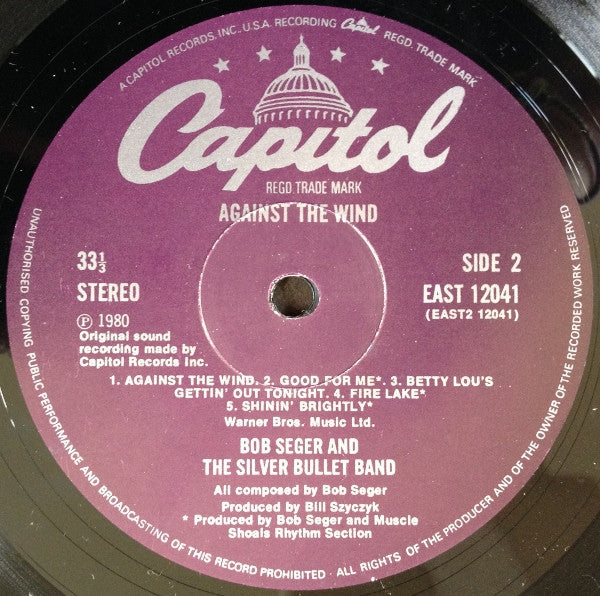 A CAPITOL RECORDS, INC., U.S.A. RECORDING Capitol REGD. TRADE MARK
Capitol
REGD. TRADE MARK
AGAINST THE WIND
33⅓
STEREO
SIDE 2
EAST 12041
(EAST2 12041)
℗ 1980
Original sound
recording made by
Capitol Records Inc.
1. AGAINST THE WIND. 2. GOOD FOR ME*. 3. BETTY LOU'S
GETTIN' OUT TONIGHT. 4. FIRE LAKE*
5. SHININ' BRIGHTLY*
Warner Bros. Music Ltd.
BOB SEGER AND
THE SILVER BULLET BAND
All composed by Bob Seger
Produced by Bill Szyczyk
* Produced by Bob Seger and Muscle
Shoals Rhythm Section
UNAUTHORISED COPYING PUBLIC PERFORMANCE AND BROADCASTING OF THIS RECORD PROHIBITED · ALL RIGHTS OF THE PRODUCER AND OF THE OWNER OF THE RECORDED WORK RESERVED